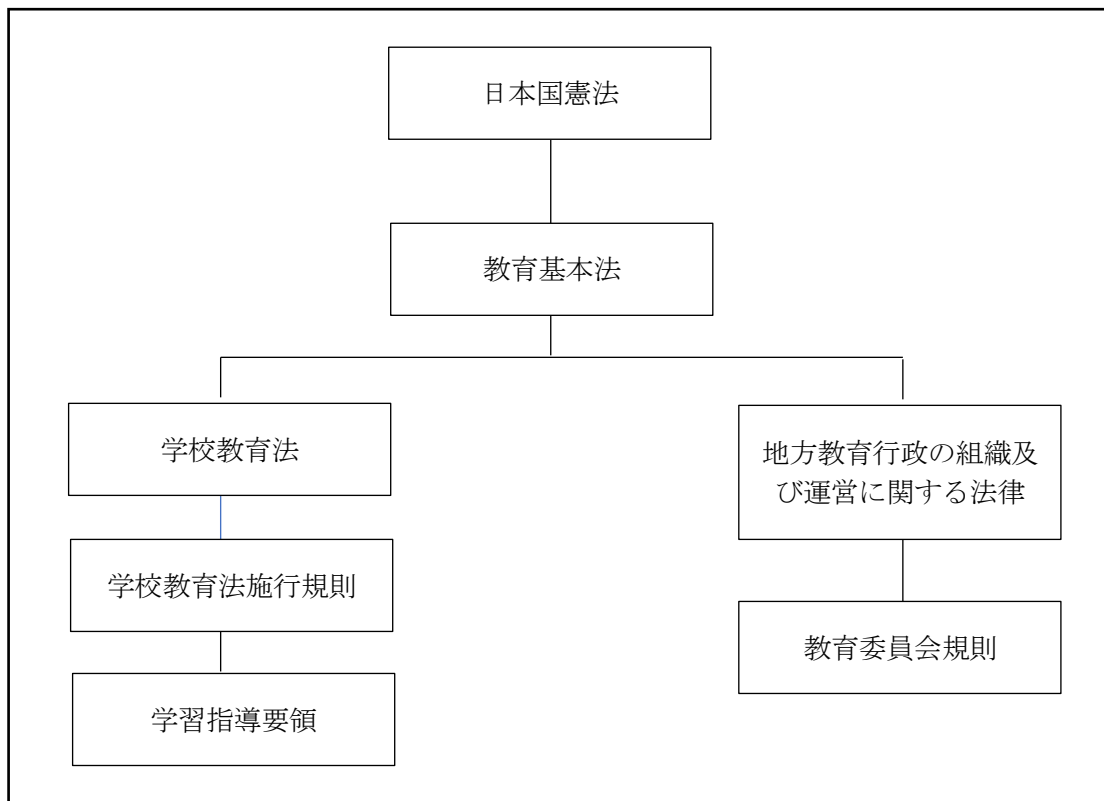 日本国憲法
教育基本法
学校教育法
学校教育法施行規則
学習指導要領
地方教育行政の組織及
び運営に関する法律
教育委員会規則